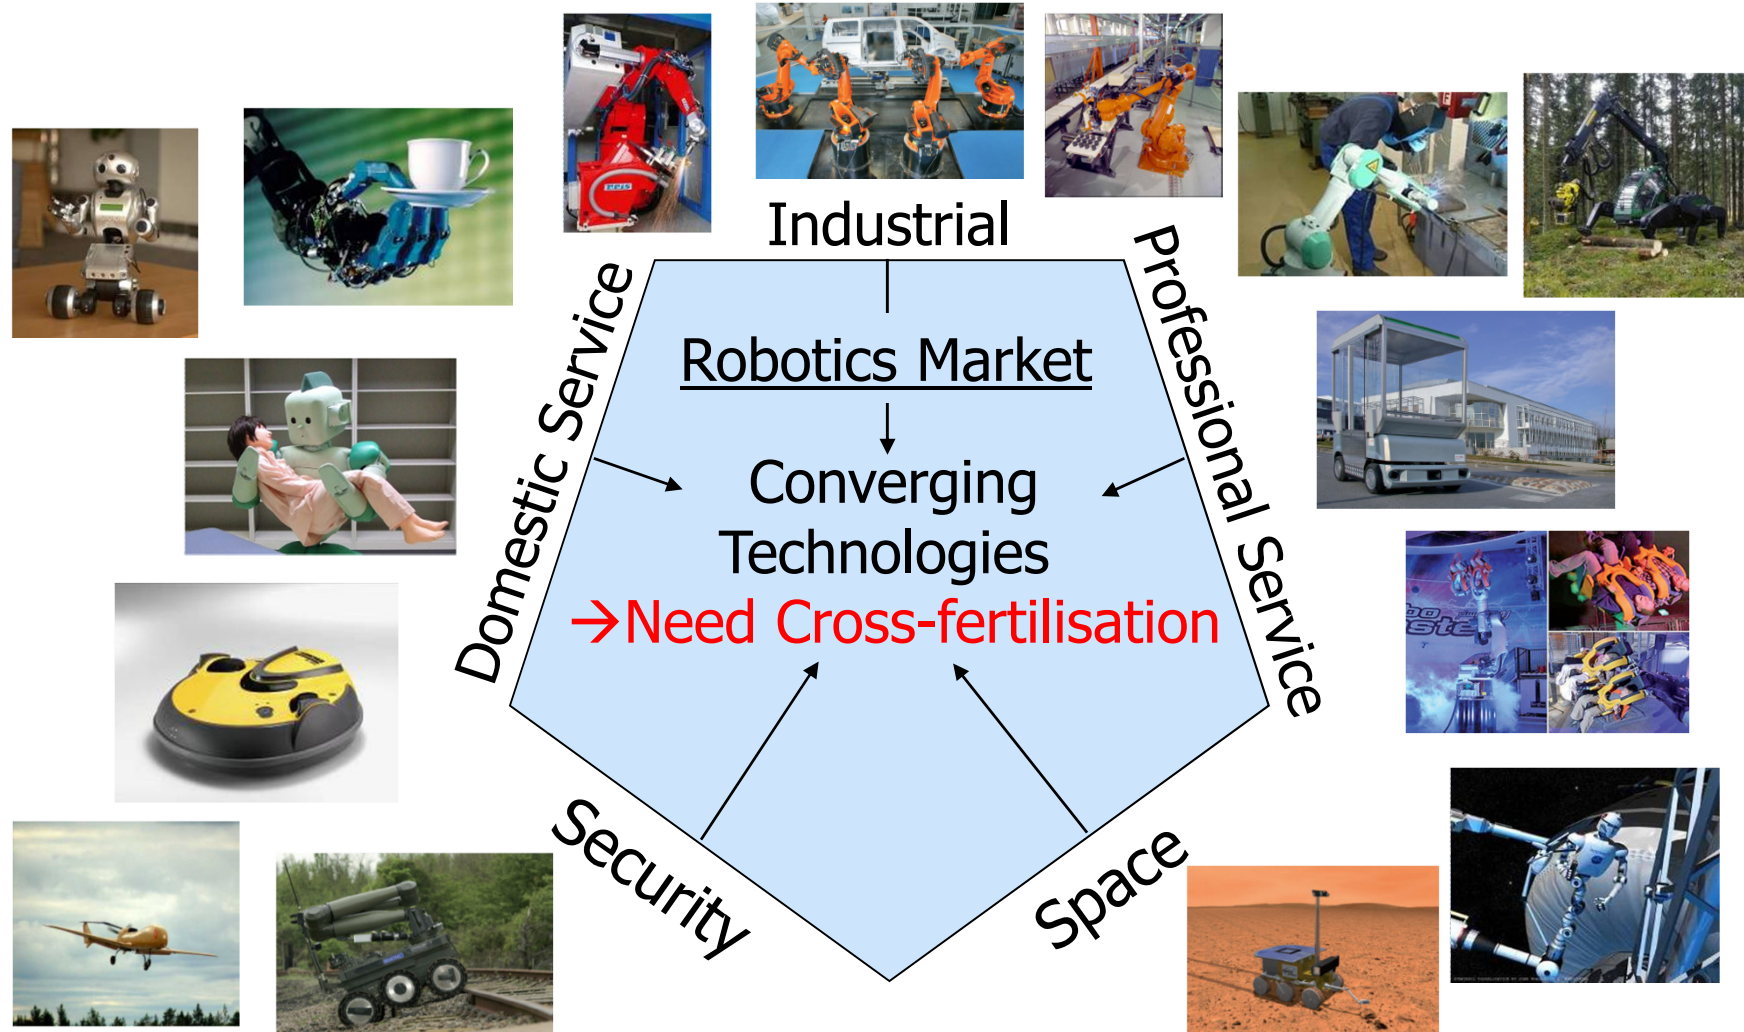 Industrial
Domestic Service
Professional Service
Robotics Market
Converging
Technologies
→Need Cross-fertilisation
Security
Space